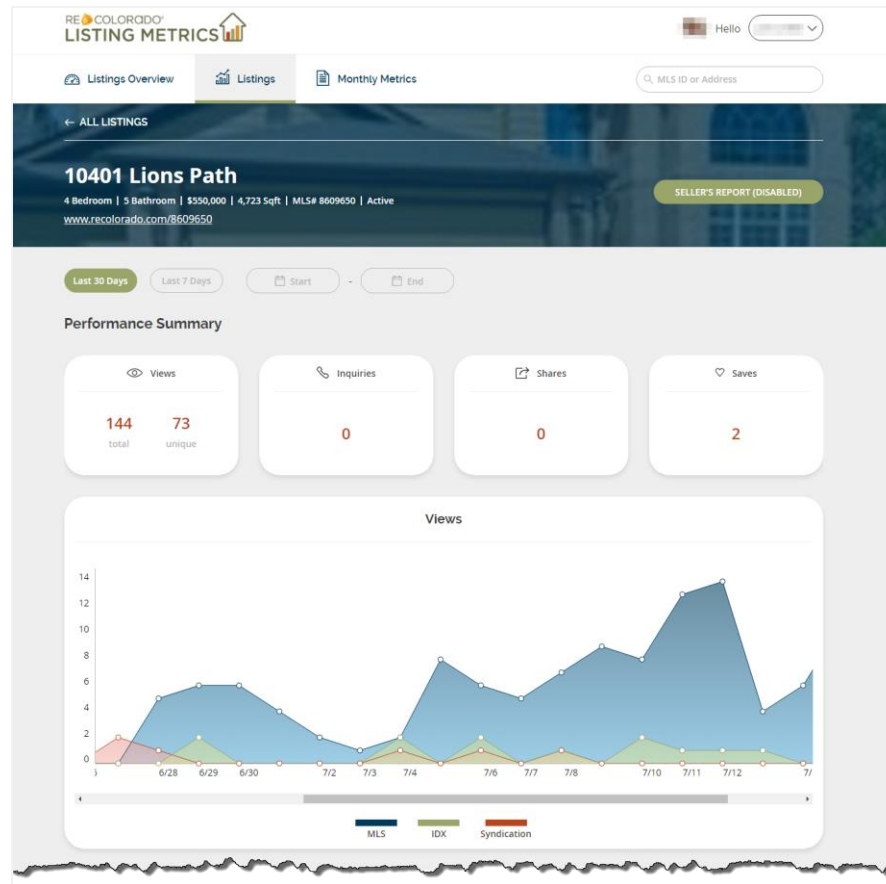 RE COLORADO
LISTING METRICS
Hello
Listings Overview
Listings
Monthly Metrics
MLS ID or Address
← ALL LISTINGS
10401 Lions Path
4 Bedroom | 5 Bathroom | $550,000 | 4,723 Sqft | MLS# 8609650 | Active
SELLER'S REPORT (DISABLED)
www.recolorado.com/8609650
Last 30 Days
Last 7 Days
Start
-
End
Performance Summary
Views
Inquiries
Shares
Saves
144
73
total
unique
0
0
2
Views
14
12
10
8
6
4
2
0
6/28
6/29
6/30
7/2
7/3
7/4
7/6
7/7
7/8
7/10
7/11
7/12
7/
MLS
IDX
Syndication